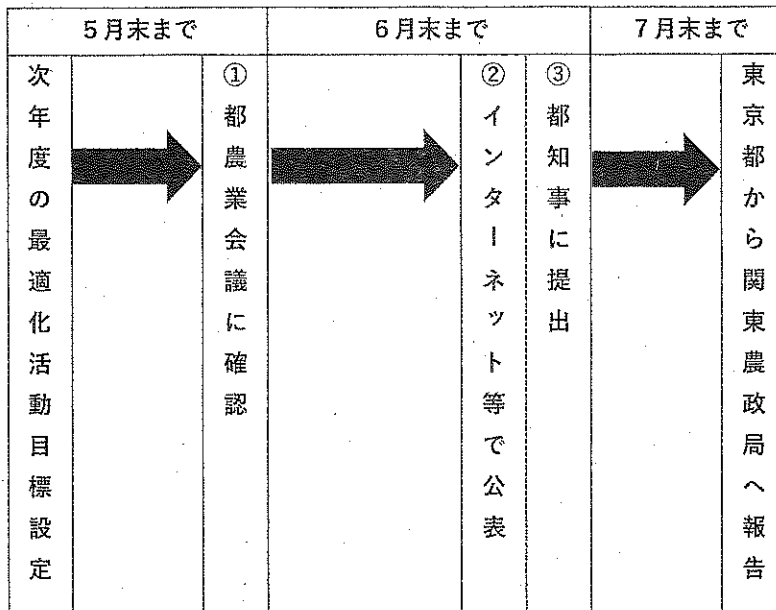 5月末まで
6月末まで
7月末まで
次年度の最適化活動目標設定
①都農業会議に確認
②インターネット等で公表
③都知事に提出
東京都から関東農政局へ報告